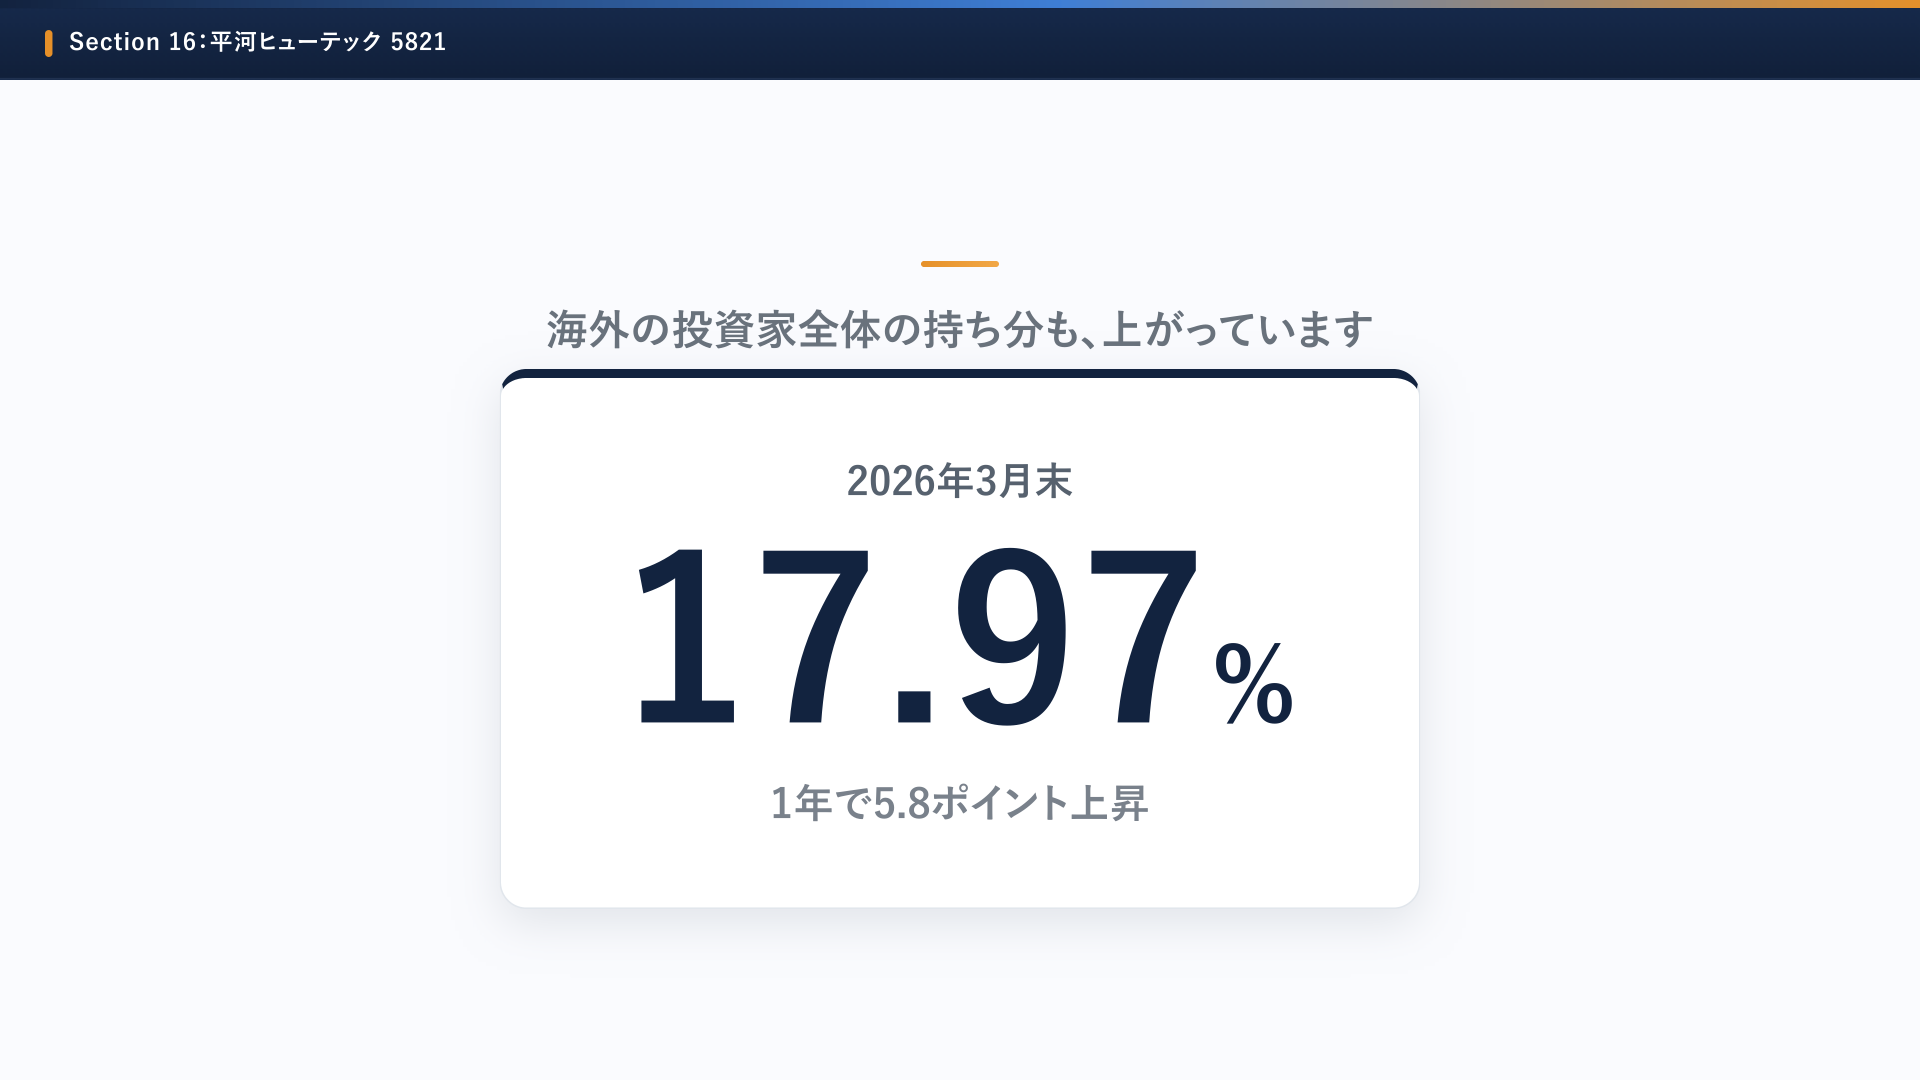 Section 16：平河ヒューテック 5821
海外の投資家全体の持ち分も、上がっています
2026年3月末
17.97%
1年で5.8ポイント上昇